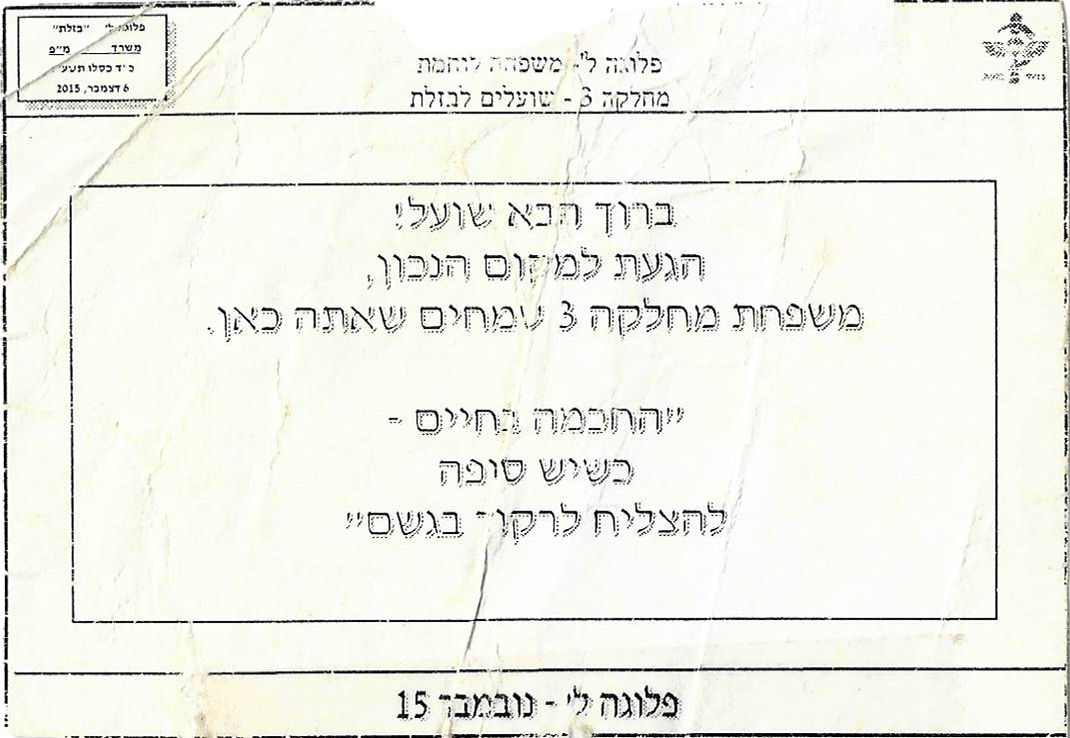 פלוגה ל' "בזלת"
משרד מ"פ
כ"ד כסלו תשע"
6 דצמבר, 2015
פלוגה ל'- משפחה לוחמת
מחלקה 3 - שועלים לבזלת
ברוך הבא שועל!
הגעת למקום הנכון,
משפחת מחלקה 3 שמחים שאתה כאן.
"החכמה בחיים -
כשיש סופה
להצליח לרקוד בגשם"
פלוגה ל' - נובמבר 15